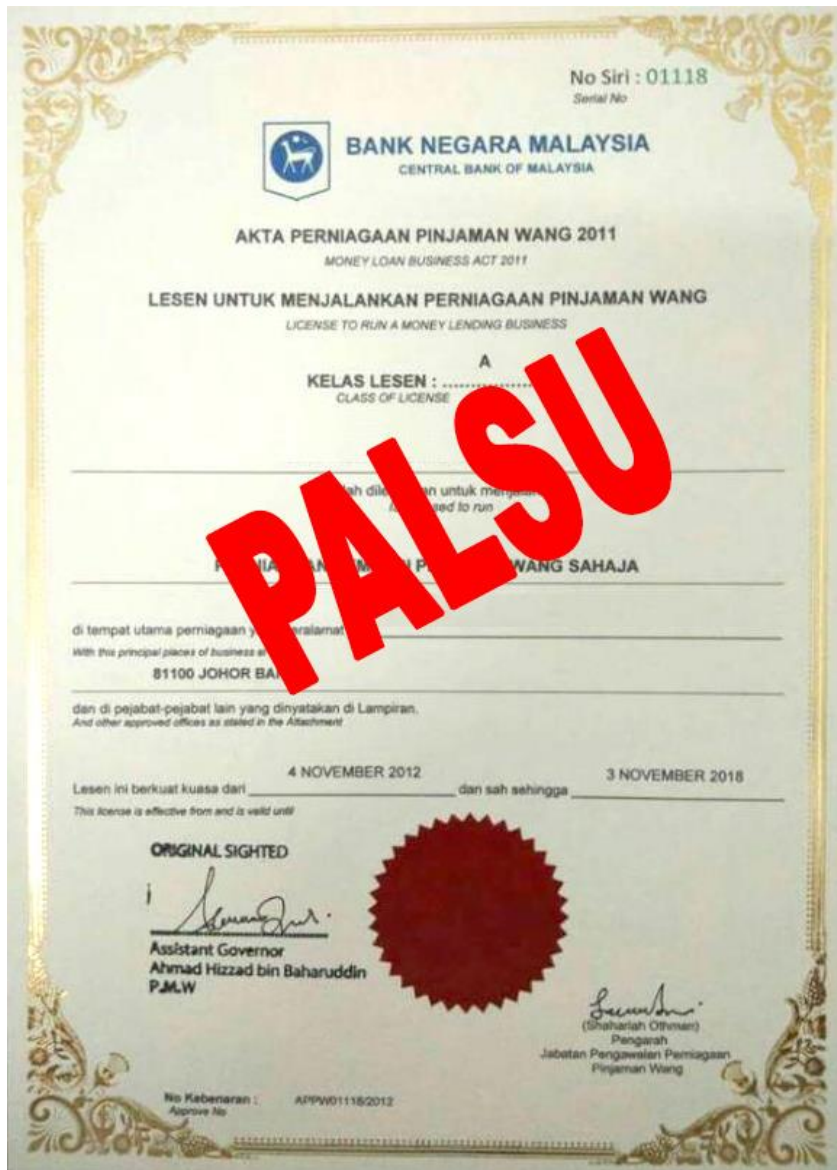 No Siri : 01118
Serial No
BANK NEGARA MALAYSIA
CENTRAL BANK OF MALAYSIA
AKTA PERNIAGAAN PINJAMAN WANG 2011
MONEY LOAN BUSINESS ACT 2011
LESEN UNTUK MENJALANKAN PERNIAGAAN PINJAMAN WANG
LICENSE TO RUN A MONEY LENDING BUSINESS
A
KELAS LESEN : ................
CLASS OF LICENSE
PALSU
untuk
to run
WANG SAHAJA
di tempat utama perniagaan
With this principal places of business
81100 JOHOR
dan di pejabat-pejabat lain yang dinyatakan di Lampiran.
And other approved offices as stated in the Attachment
Lesen ini berkuat kuasa dari 4 NOVEMBER 2012 dan sah sehingga 3 NOVEMBER 2018
This license is effective from and is valid until
ORIGINAL SIGHTED
Assistant Governor
Ahmad Hizzad bin Baharuddin
P.M.W
(Shahariah Othman)
Pengarah
Jabatan Pengawalan Perniagaan
Pinjaman Wang
No Kebenaran : APPW01118/2012
Approve No